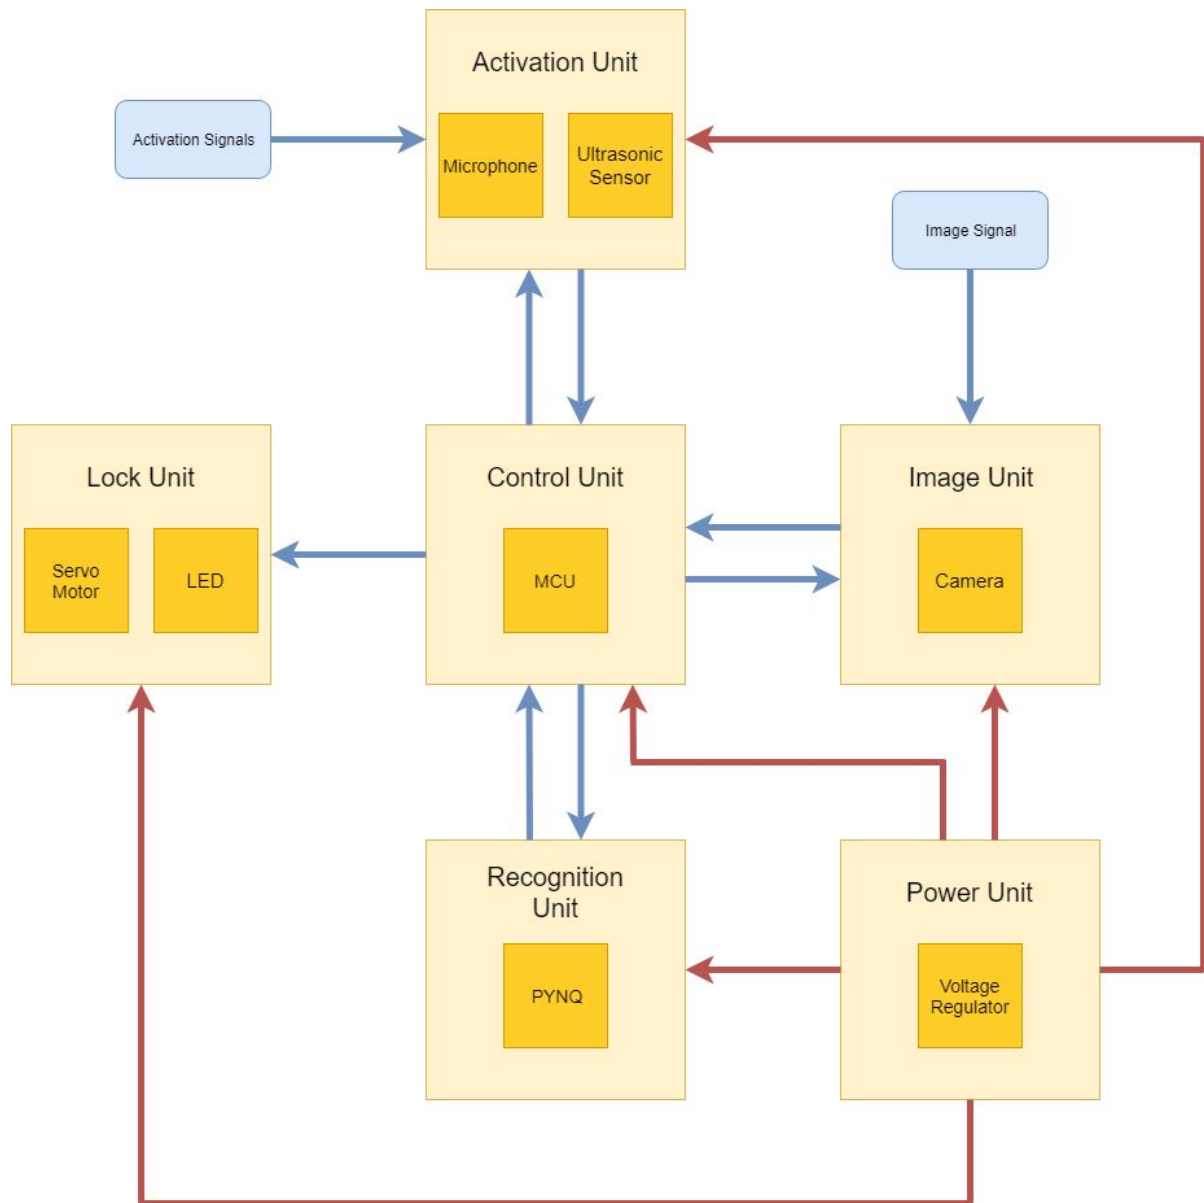 Activation Unit
Activation Signals
Microphone
Ultrasonic
Sensor
Image Signal
Lock Unit
Servo
Motor
LED
Control Unit
MCU
Image Unit
Camera
Recognition
Unit
PYNQ
Power Unit
Voltage
Regulator